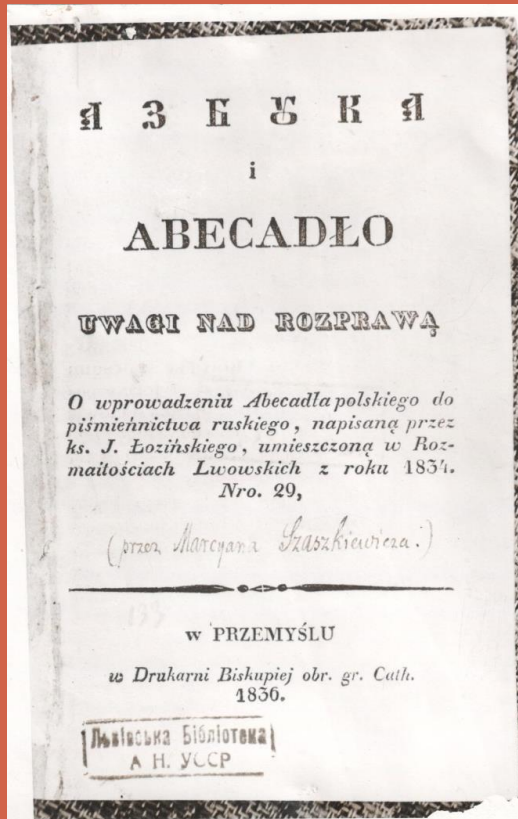 А З Б У К А
i
ABECADŁO
UWAGI NAD ROZPRAWĄ
O wprowadzeniu Abecadła polskiego do
piśmiennictwa ruskiego, napisaną przez
ks. J. Łozińskiego, umieszczoną w Roz-
maitościach Lwowskich z roku 1834.
Nro. 29,
(przez Marcyana Szaszkiewicza.)
w PRZEMYŚLU
w Drukarni Biskupiej obr. gr. Cath.
1836.
Львівська Бібліотека
А Н. УССР